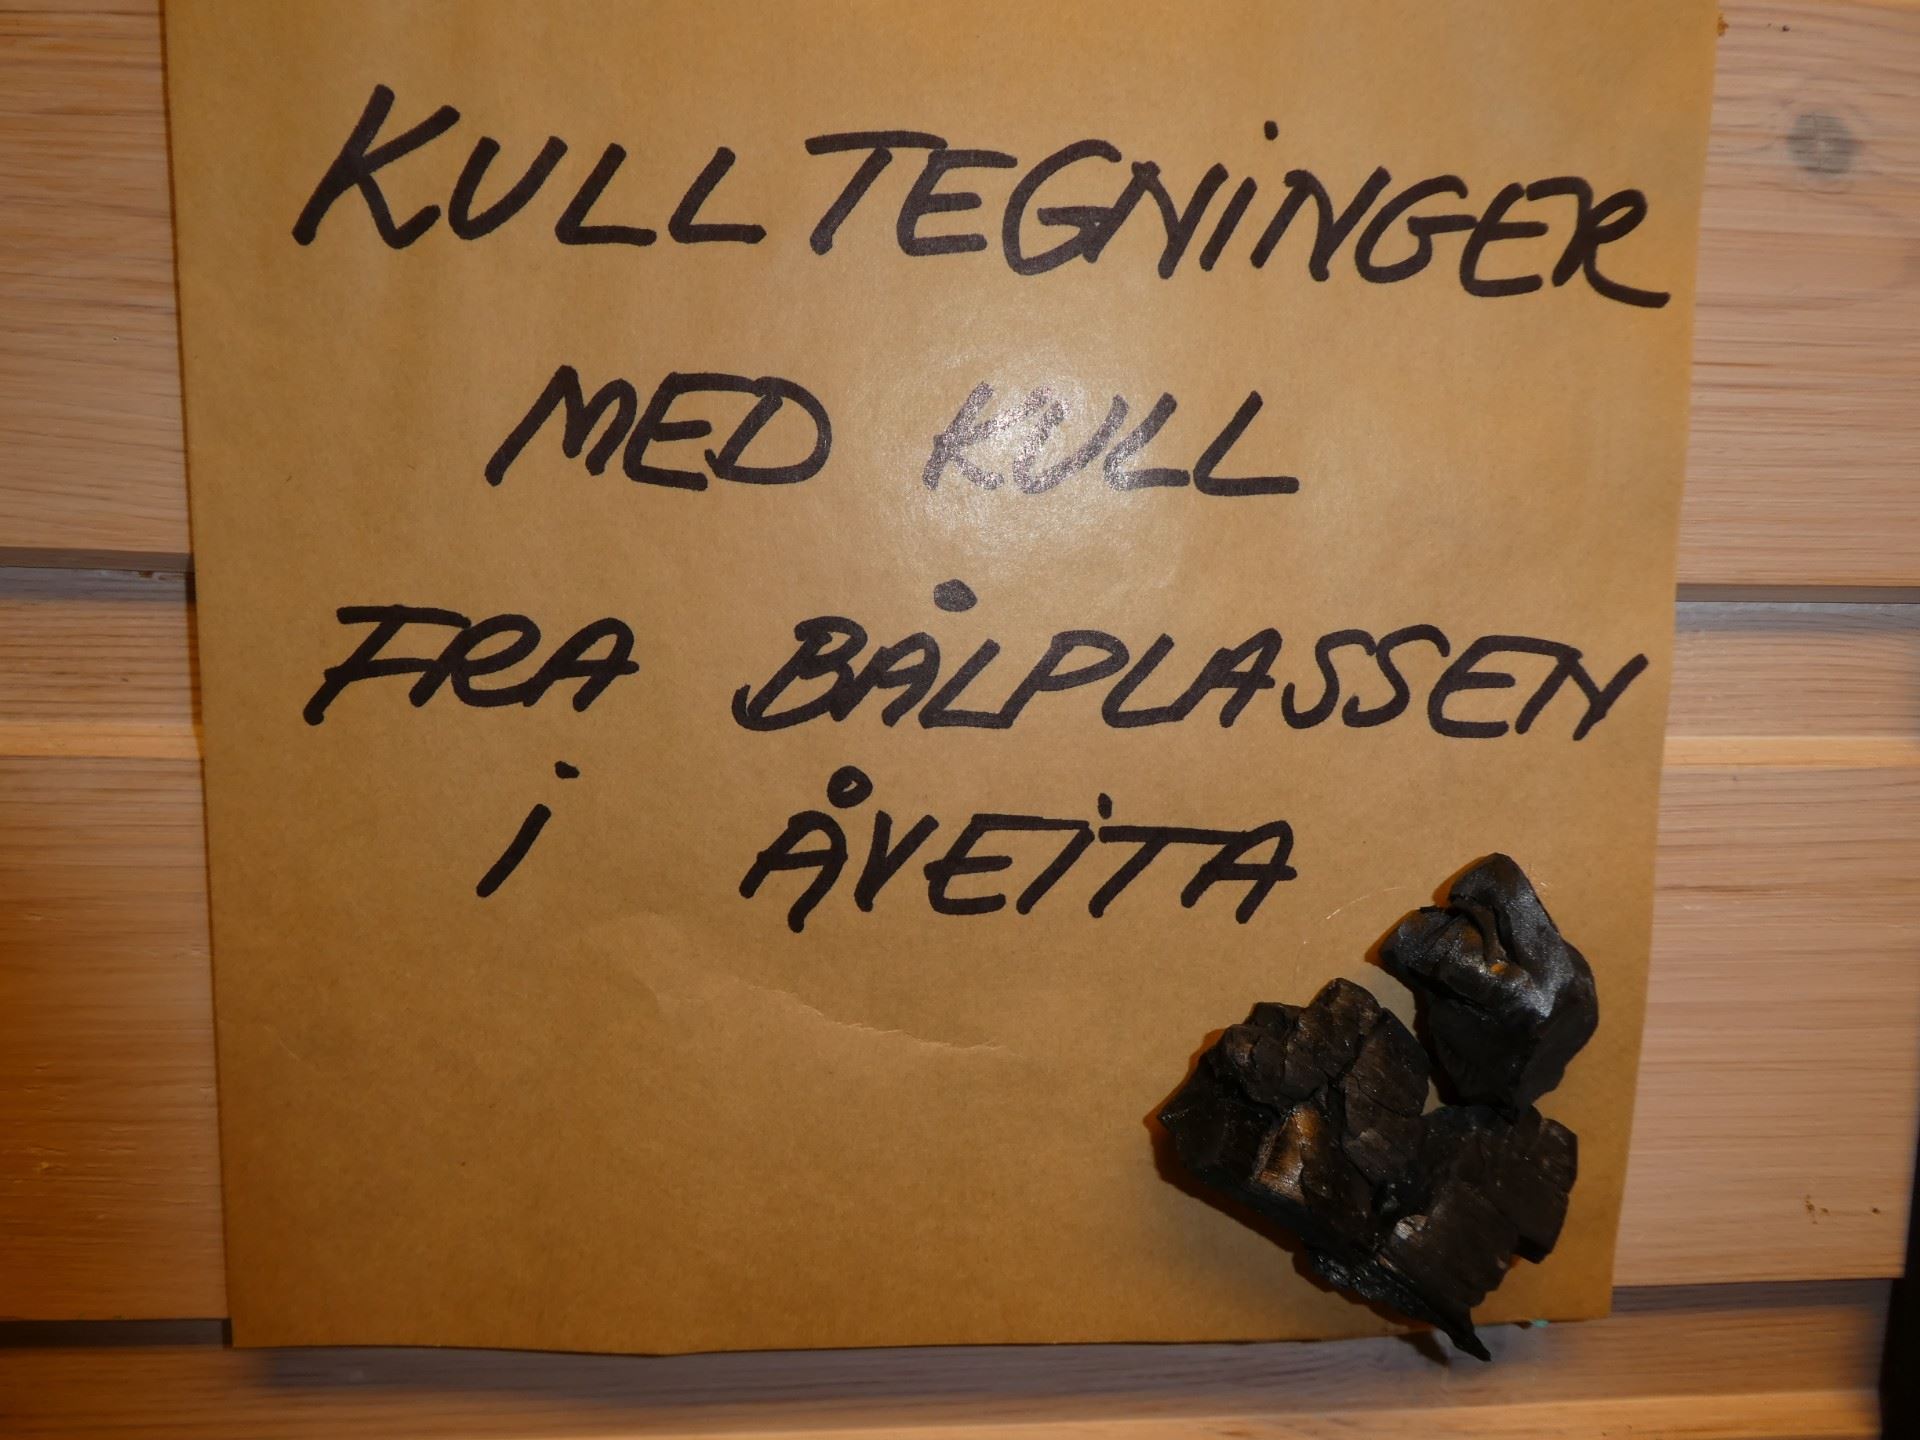 KULLTEGNINGER
MED KULL
FRA BÅLPLASSEN
i ÅVEITA